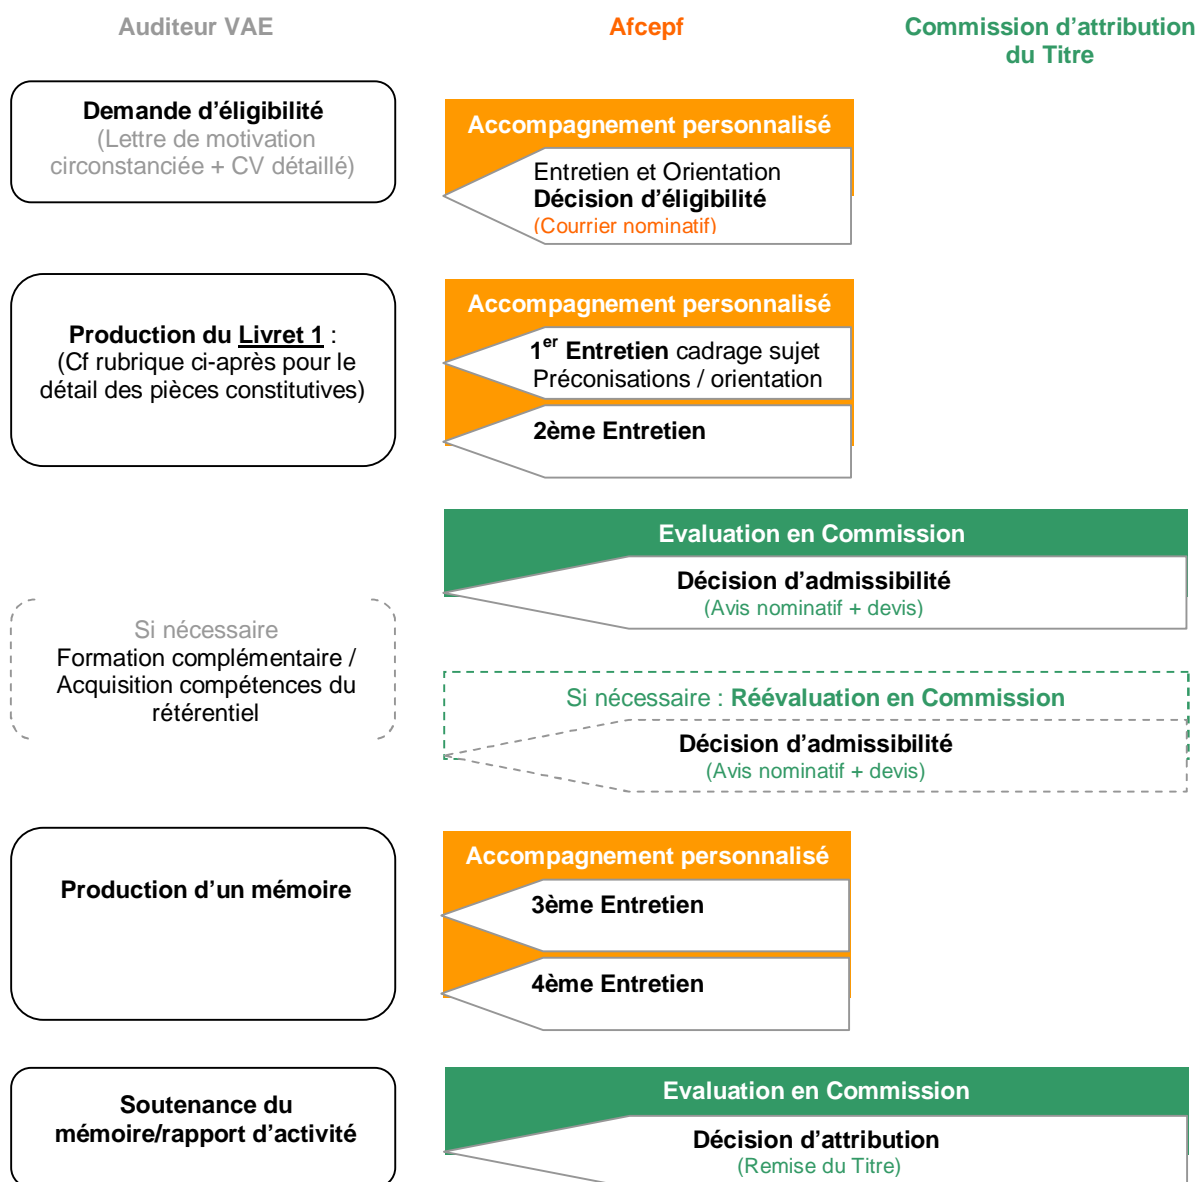 Auditeur VAE
Afcepf
Commission d'attribution
du Titre
Demande d'éligibilité
(Lettre de motivation
circonstanciée + CV détaillé)
Accompagnement personnalisé
Entretien et Orientation
Décision d'éligibilité
(Courrier nominatif)
Production du Livret 1 :
(Cf rubrique ci-après pour le
détail des pièces constitutives)
Accompagnement personnalisé
1er Entretien cadrage sujet
Préconisations / orientation
2ème Entretien
Evaluation en Commission
Décision d'admissibilité
(Avis nominatif + devis)
Si nécessaire
Formation complémentaire /
Acquisition compétences du
rétérentiel
Si nécessaire : Réévaluation en Commission
Décision d'admissibilité
(Avis nominatif + devis)
Production d'un mémoire
Accompagnement personnalisé
3ème Entretien
4ème Entretien
Soutenance du
mémoire/rapport d'activité
Evaluation en Commission
Décision d'attribution
(Remise du Titre)